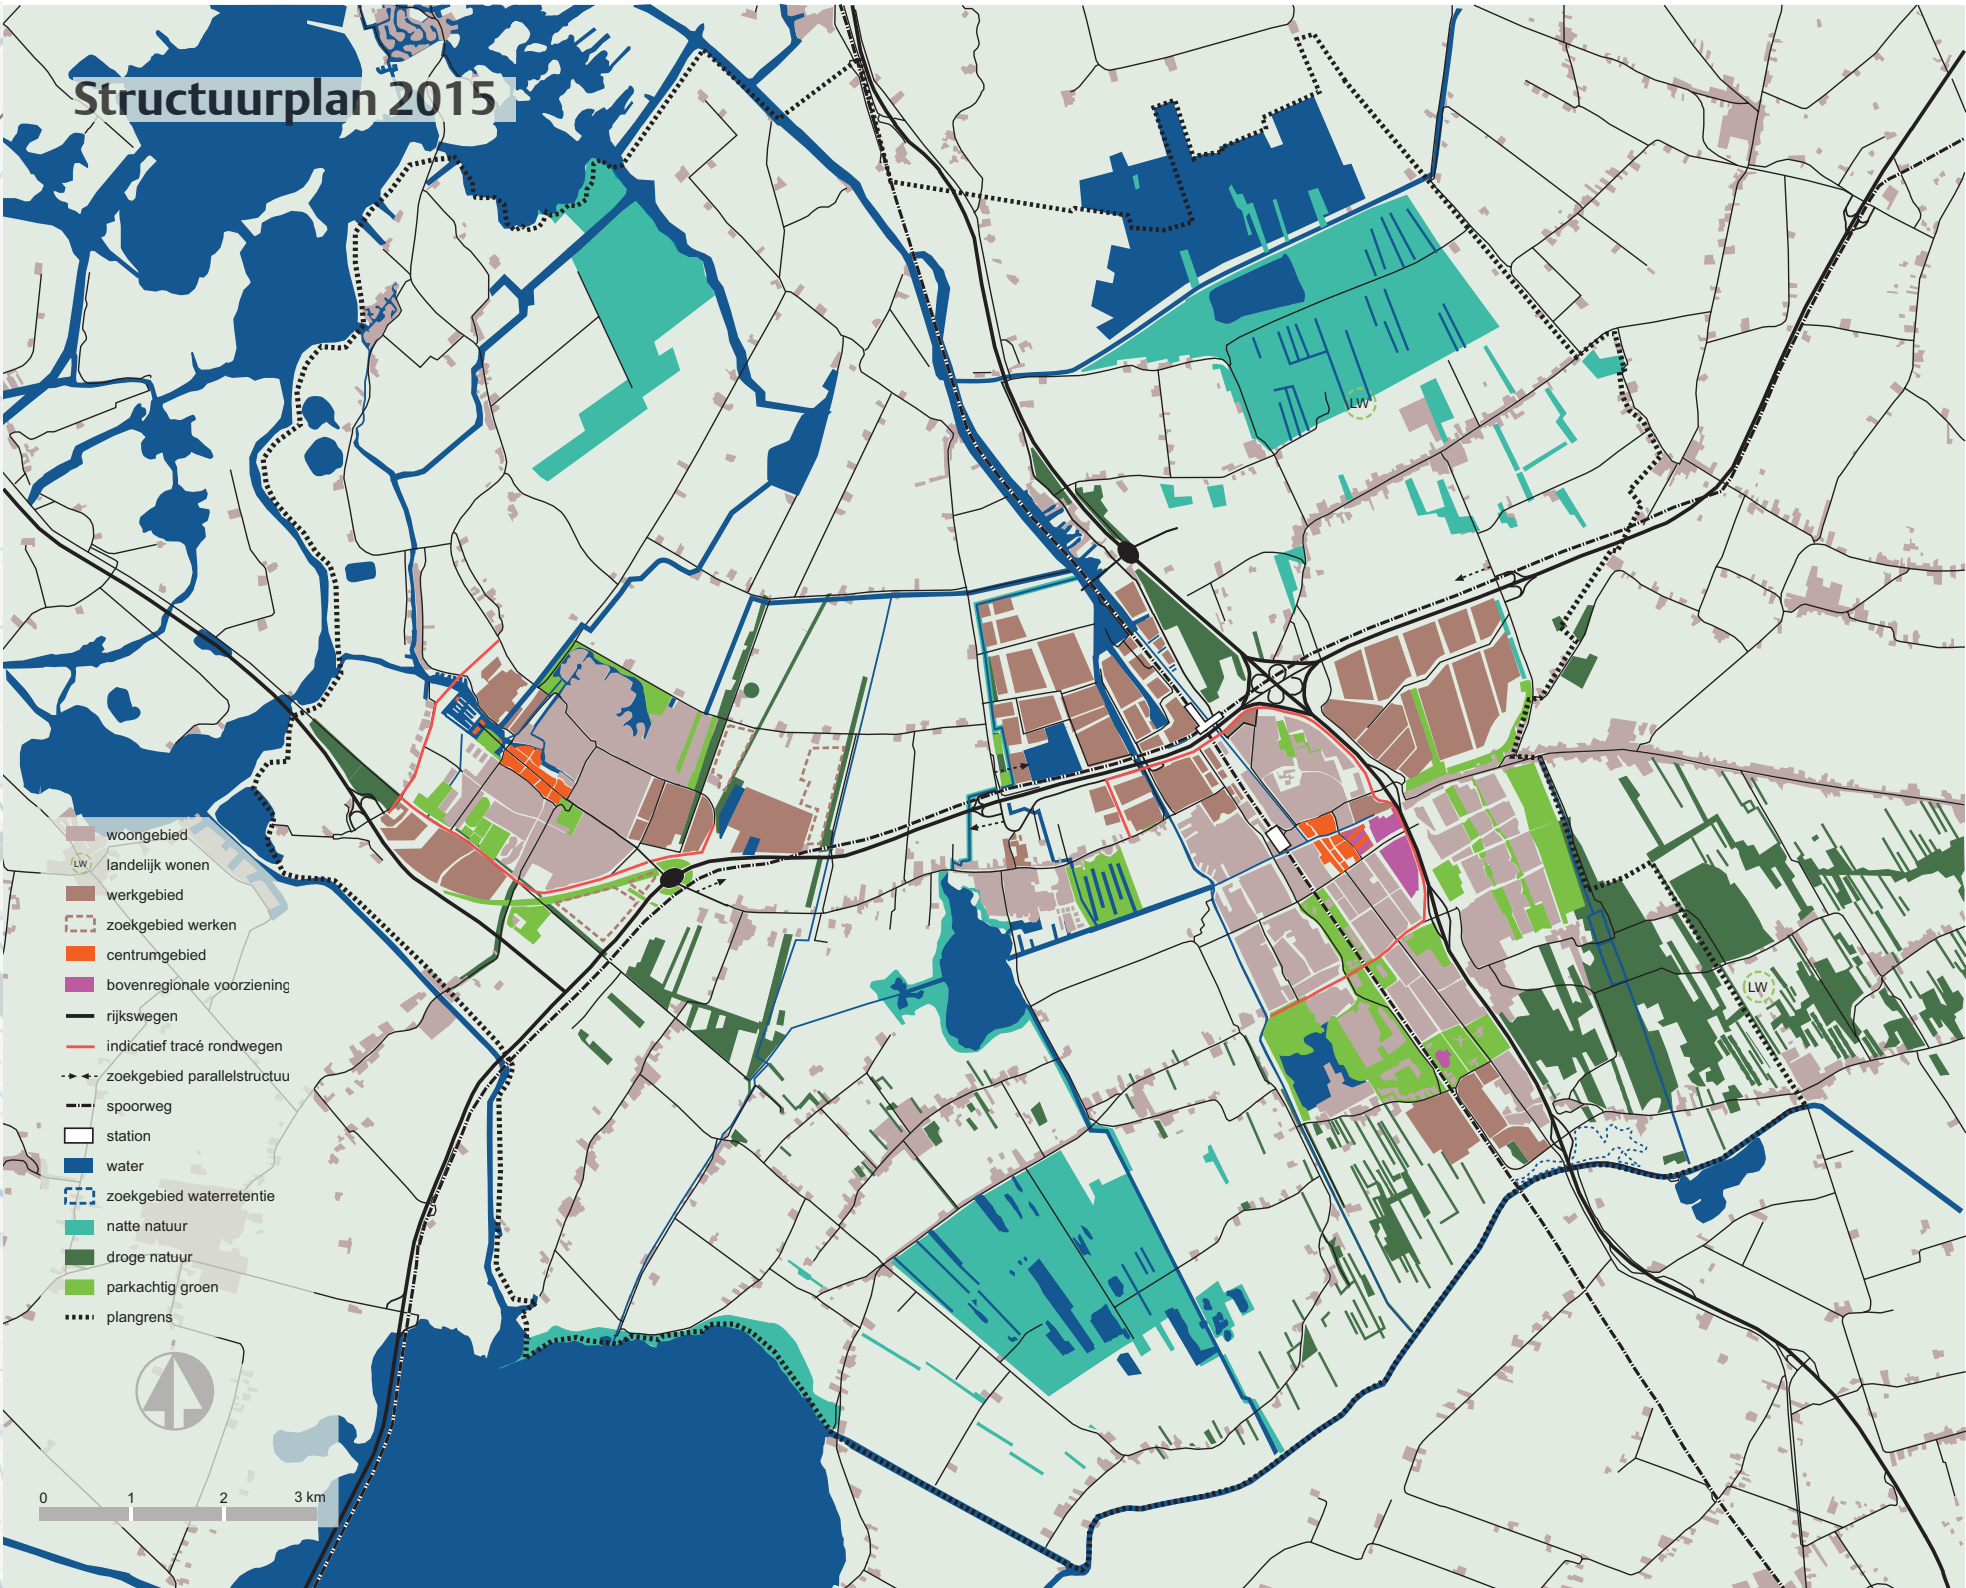 Structuurplan 2015
LW
LW
woongebied
LW landelijk wonen
werkgebied
zoekgebied werken
centrumgebied
bovenregionale voorziening
rijkswegen
indicatief tracé rondwegen
zoekgebied parallelstructuu
spoorweg
station
water
zoekgebied waterretentie
natte natuur
droge natuur
parkachtig groen
plangrens
0 1 2 3 km